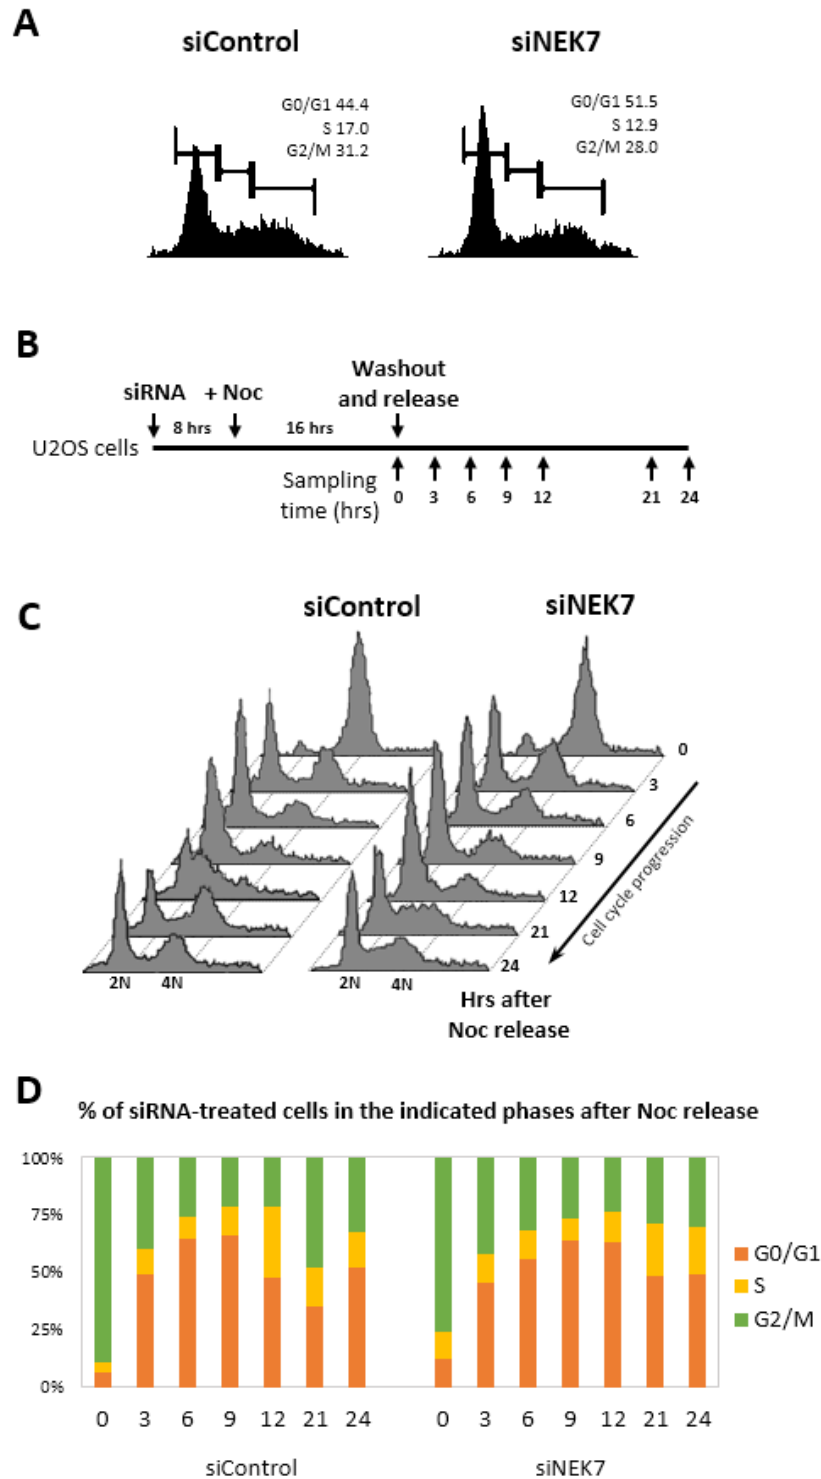 A
siControl
siNEK7
G0/G1 44.4
S 17.0
G2/M 31.2
G0/G1 51.5
S 12.9
G2/M 28.0
B
siRNA + Noc
Washout
and release
8 hrs
16 hrs
U2OS cells
Sampling
time (hrs)
0 3 6 9 12 21 24
C
siControl
siNEK7
0
3
6
9
12
21
24
Cell cycle progression
2N 4N
2N 4N
Hrs after
Noc release
D
% of siRNA-treated cells in the indicated phases after Noc release
100%
75%
50%
25%
0%
G0/G1
S
G2/M
0 3 6 9 12 21 24
0 3 6 9 12 21 24
siControl
siNEK7